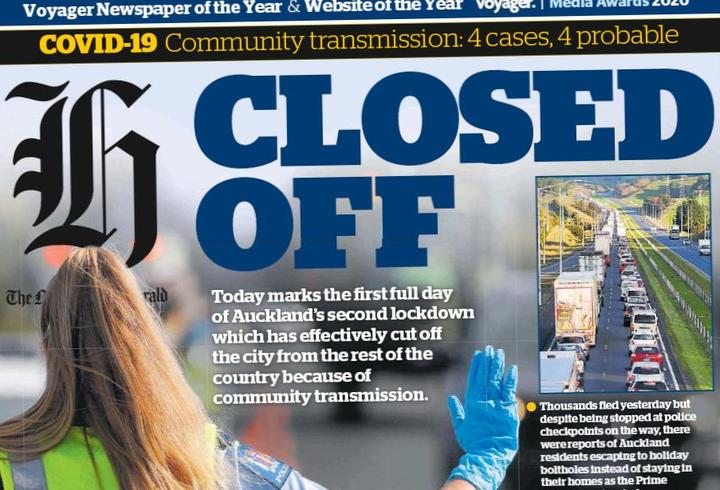 Voyager Newspaper of the Year & Website of the Year Voyager. | Media Awards 2020
COVID-19 Community transmission: 4 cases, 4 probable
H
CLOSED
OFF
The
rald
Today marks the first full day
of Auckland's second lockdown
which has effectively cut off
the city from the rest of the
country because of
community transmission.
Thousands fled yesterday but
despite being stopped at police
checkpoints on the way, there
were reports of Auckland
residents escaping to holiday
boltholes instead of staying in
their homes as the Prime